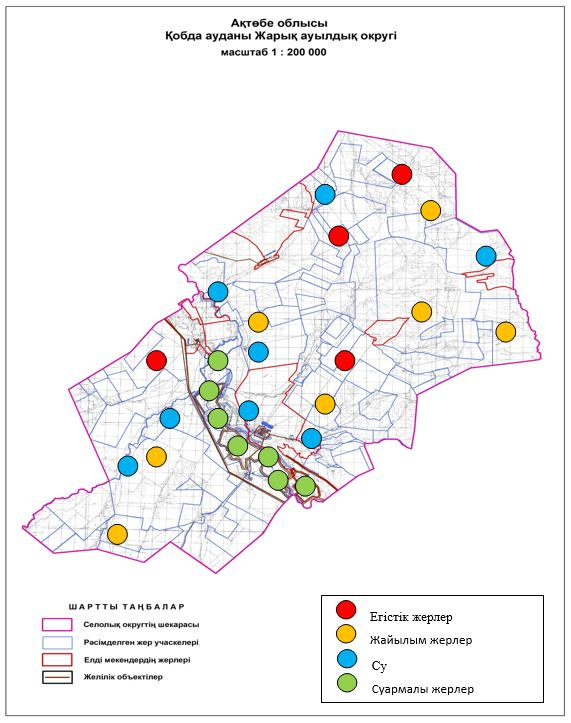 Ақтөбе облысы
Қобда ауданы Жарық ауылдық округі
масштаб 1 : 200 000
ШАРТТЫ ТАҢБАЛАР
Селолық округтің шекарасы
Рәсімделген жер учаскелері
Елді мекендердің жерлері
Желілік объектілер
Егістік жерлер
Жайылым жерлер
Су
Суармалы жерлер